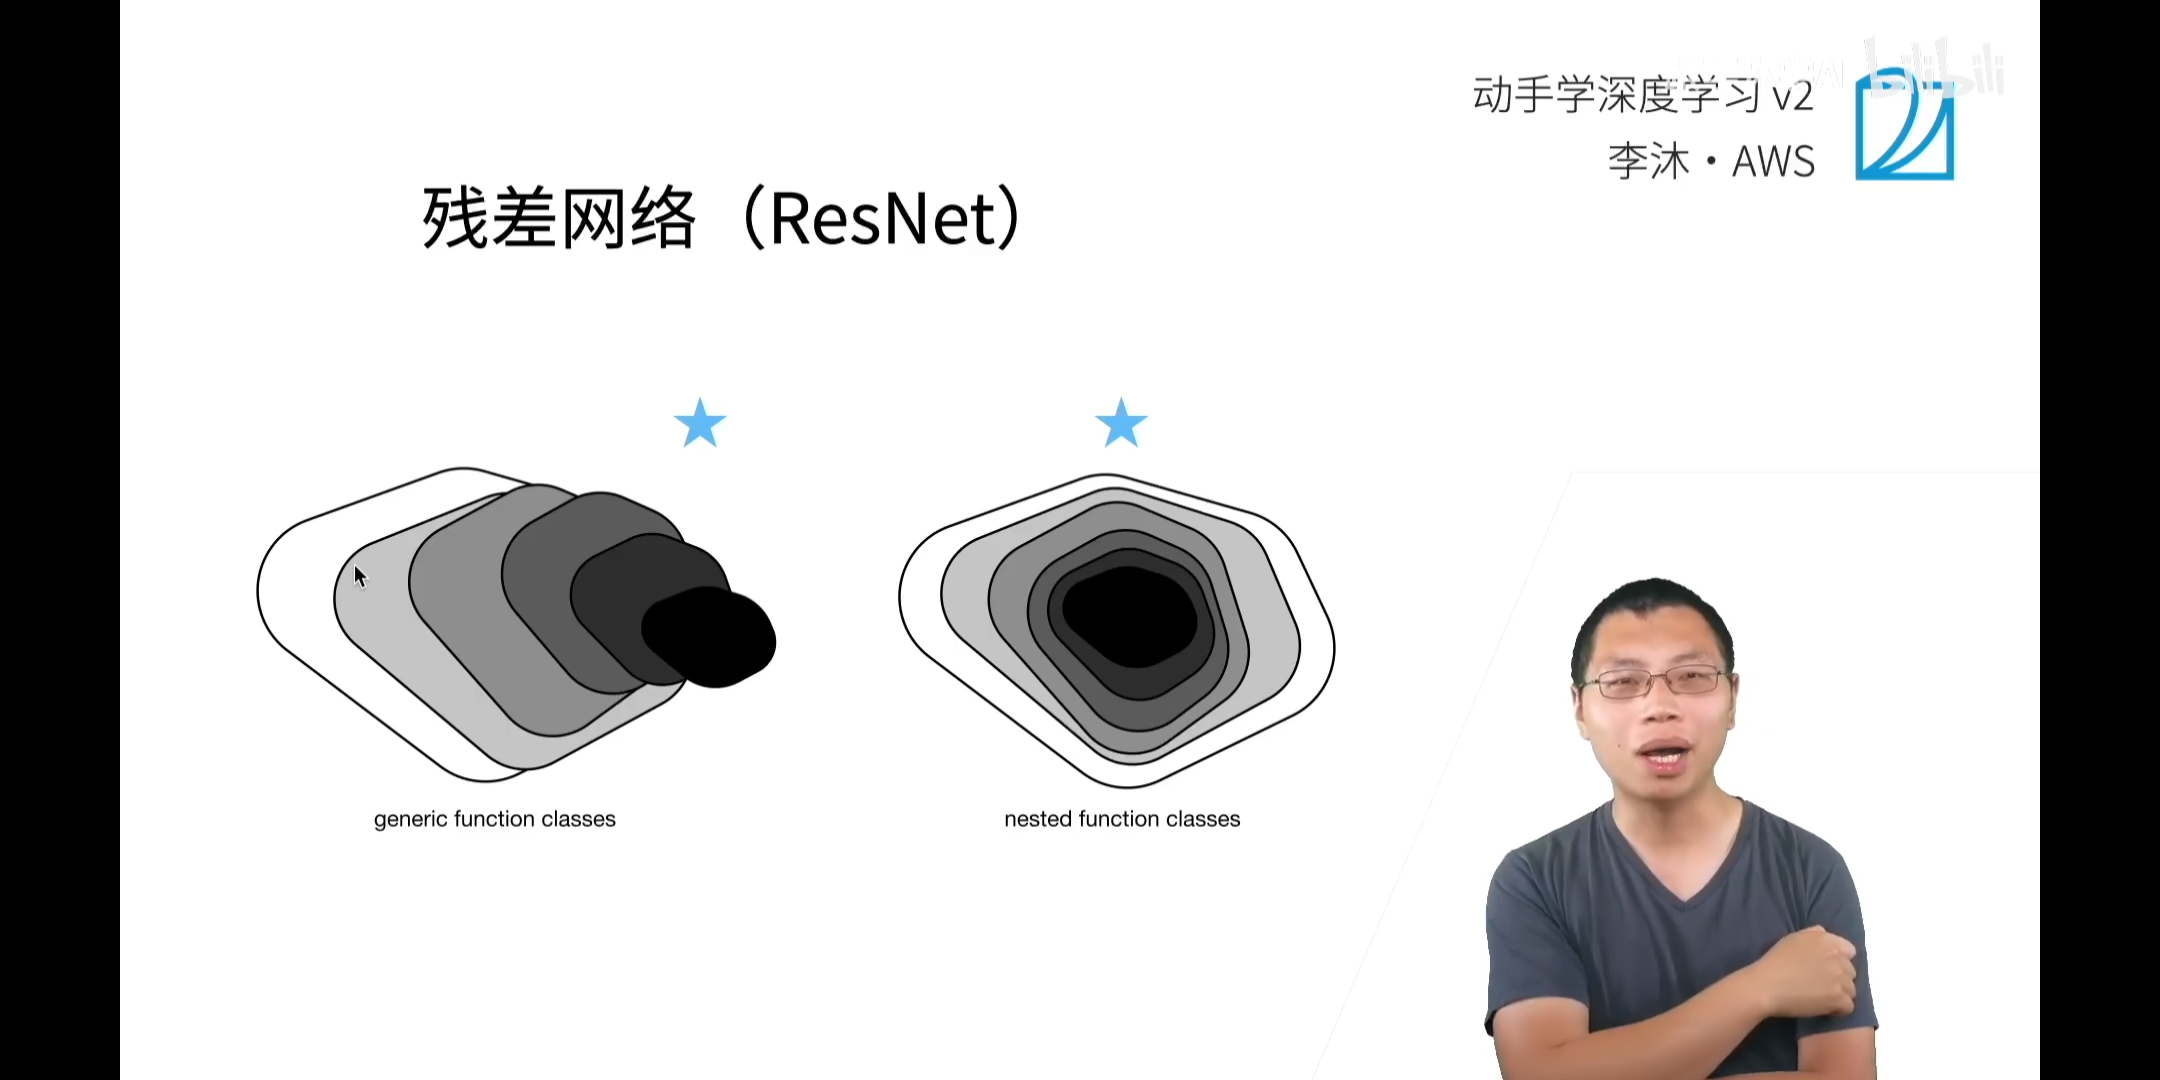 动手学深度学习 v2
李沐·AWS
残差网络（ResNet）
generic function classes
nested function classes
bilibili